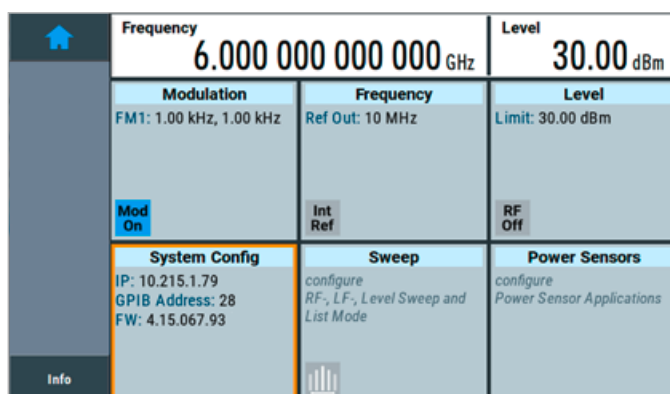 Frequency
6.000 000 000 000 GHz
Level
30.00 dBm
Modulation
FM1: 1.00 kHz, 1.00 kHz
Mod
On
Frequency
Ref Out: 10 MHz
Int
Ref
Level
Limit: 30.00 dBm
RF
Off
System Config
IP: 10.215.1.79
GPIB Address: 28
FW: 4.15.067.93
Sweep
configure
RF-, LF-, Level Sweep and
List Mode
Power Sensors
configure
Power Sensor Applications
Info